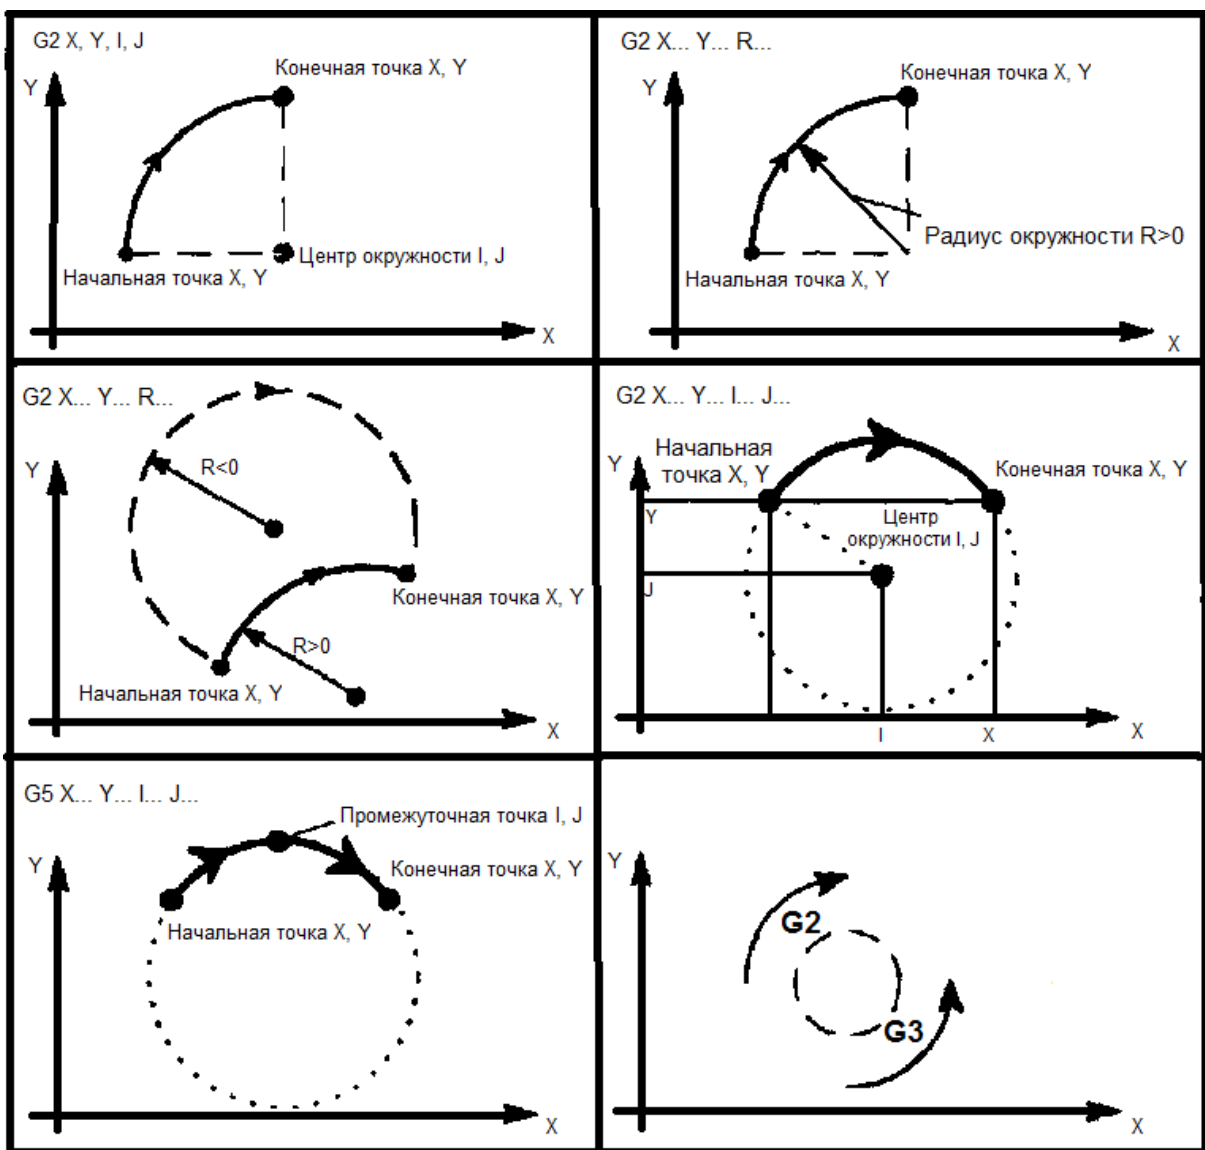 G2 X, Y, I, J
Конечная точка X, Y
Y
Центр окружности I, J
Начальная точка X, Y
X
G2 X... Y... R...
Конечная точка X, Y
Y
Радиус окружности R>0
Начальная точка X, Y
X
G2 X... Y... R...
Y
R<0
Конечная точка X, Y
R>0
Начальная точка X, Y
X
G2 X... Y... I... J...
Начальная
точка X, Y
Y
Конечная точка X, Y
Y
Центр
окружности I, J
J
I
X
X
G5 X... Y... I... J...
Промежуточная точка I, J
Y
Конечная точка X, Y
Начальная точка X, Y
X
Y
G2
G3
X